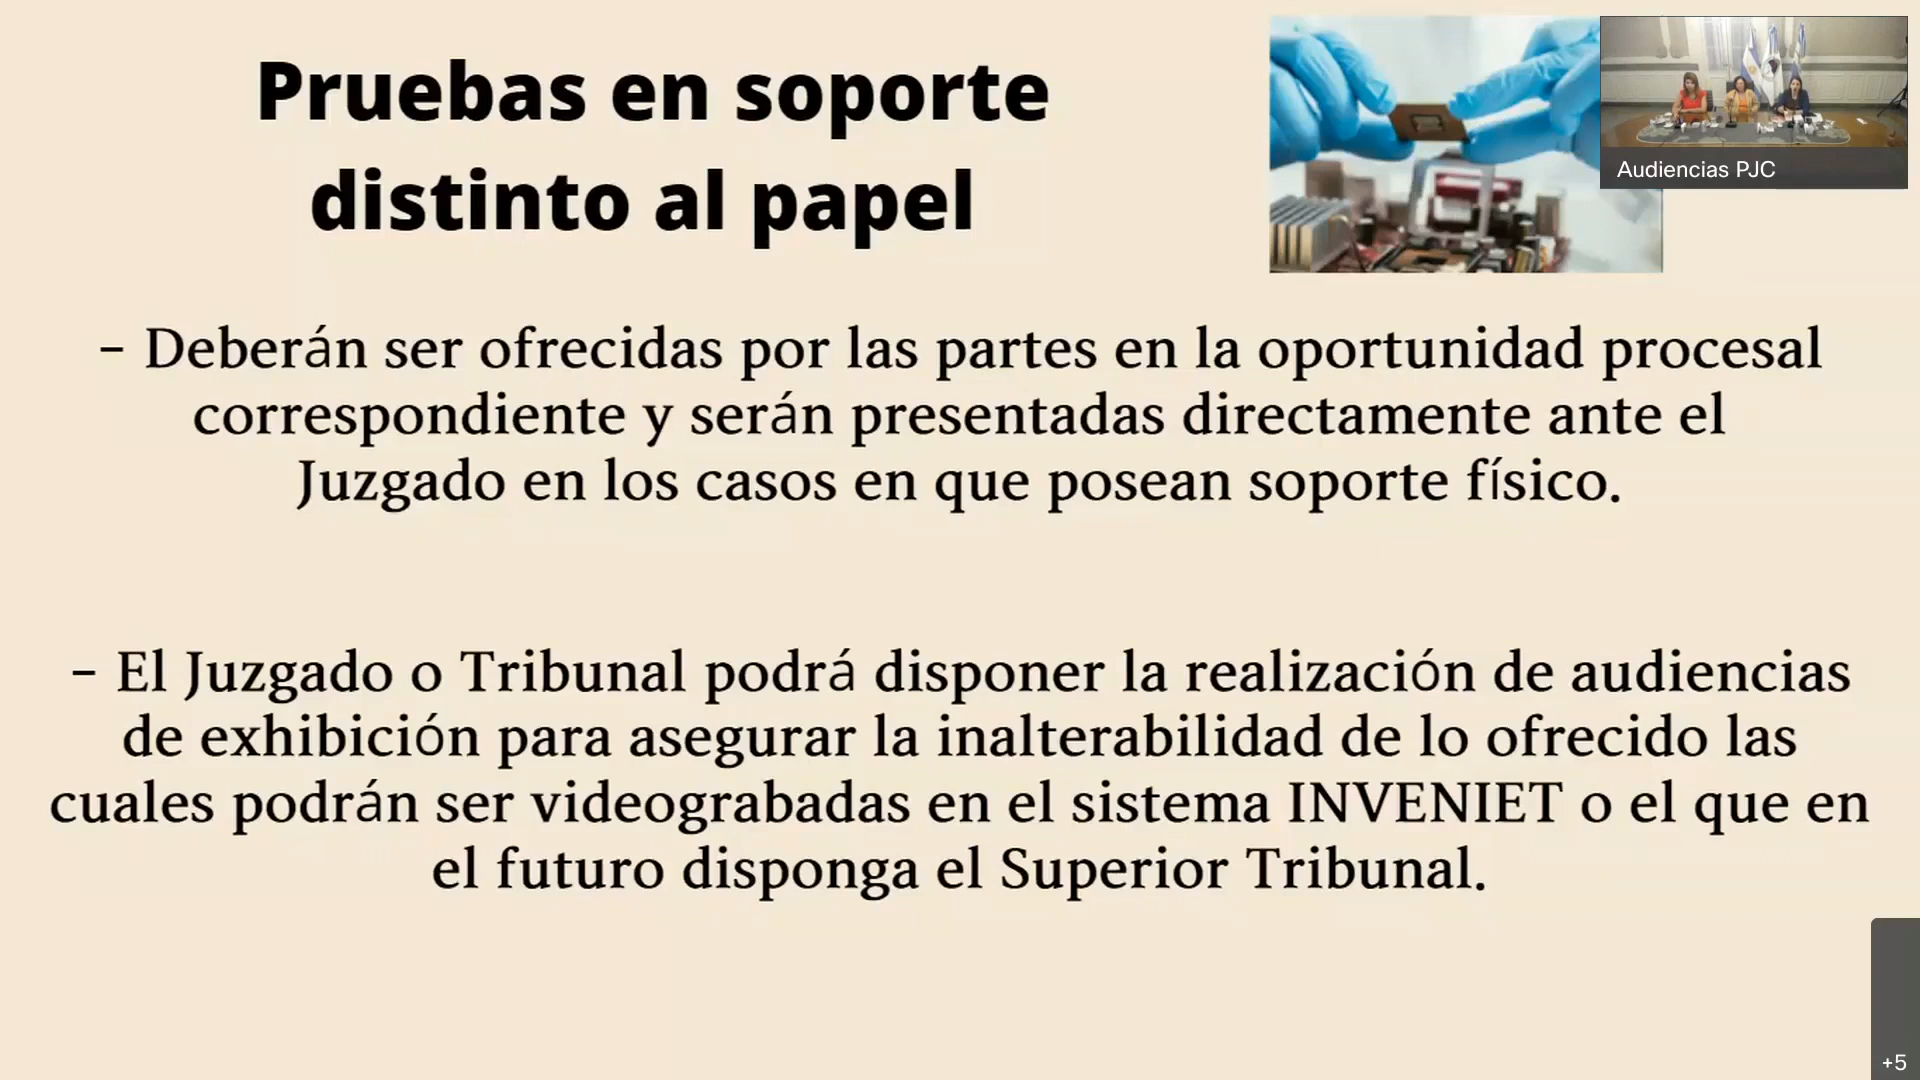 Pruebas en soporte
distinto al papel
Audiencias PJC
- Deberán ser ofrecidas por las partes en la oportunidad procesal
correspondiente y serán presentadas directamente ante el
Juzgado en los casos en que posean soporte físico.
- El Juzgado o Tribunal podrá disponer la realización de audiencias
de exhibición para asegurar la inalterabilidad de lo ofrecido las
cuales podrán ser videograbadas en el sistema INVENIET o el que en
el futuro disponga el Superior Tribunal.
+5